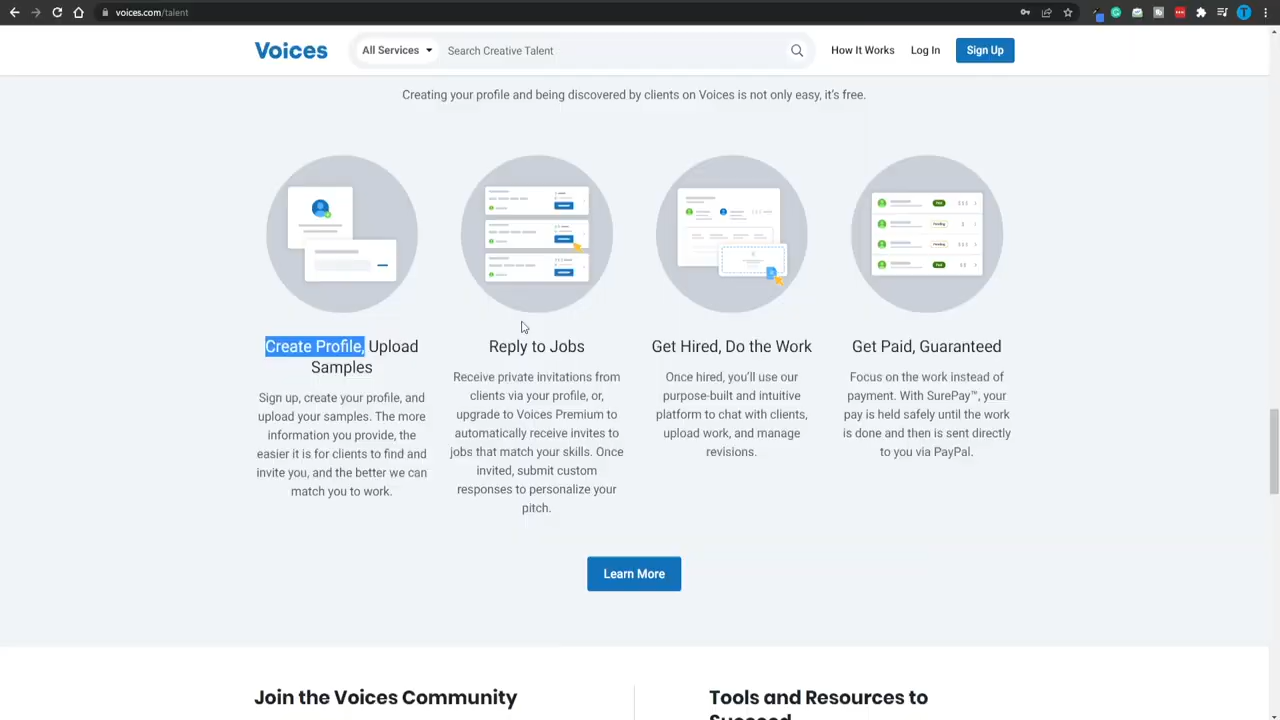 voices.com/talent
Voices
All Services
Search Creative Talent
How It Works
Log In
Sign Up
Creating your profile and being discovered by clients on Voices is not only easy, it's free.
Create Profile, Upload
Samples
Sign up, create your profile, and
upload your samples. The more
information you provide, the
easier it is for clients to find and
invite you, and the better we can
match you to work.
Reply to Jobs
Receive private invitations from
clients via your profile, or,
upgrade to Voices Premium to
automatically receive invites to
jobs that match your skills. Once
invited, submit custom
responses to personalize your
pitch.
Get Hired, Do the Work
Once hired, you'll use our
purpose-built and intuitive
platform to chat with clients,
upload work, and manage
revisions.
Get Paid, Guaranteed
Focus on the work instead of
payment. With SurePay™, your
pay is held safely until the work
is done and then is sent directly
to you via PayPal.
Learn More
Join the Voices Community
Tools and Resources to
Succeed